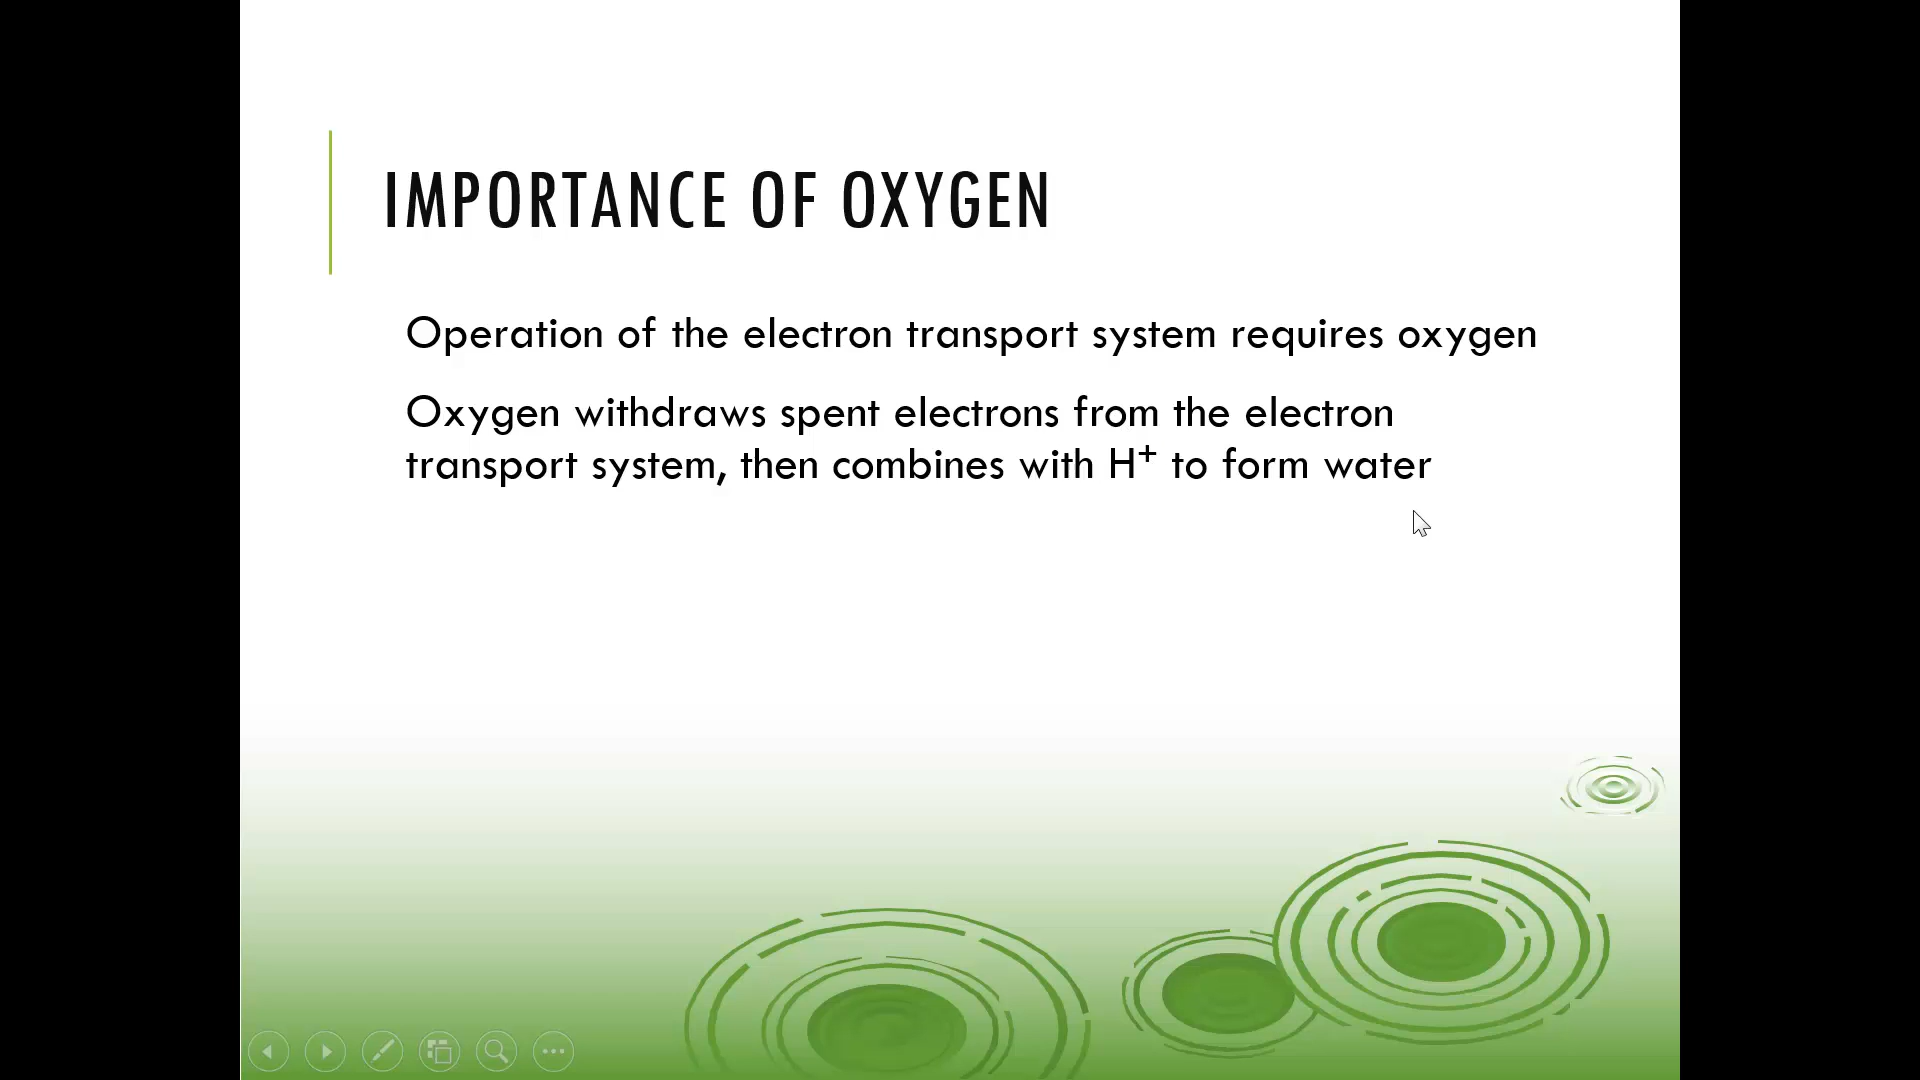 IMPORTANCE OF OXYGEN
Operation of the electron transport system requires oxygen
Oxygen withdraws spent electrons from the electron
transport system, then combines with H⁺ to form water